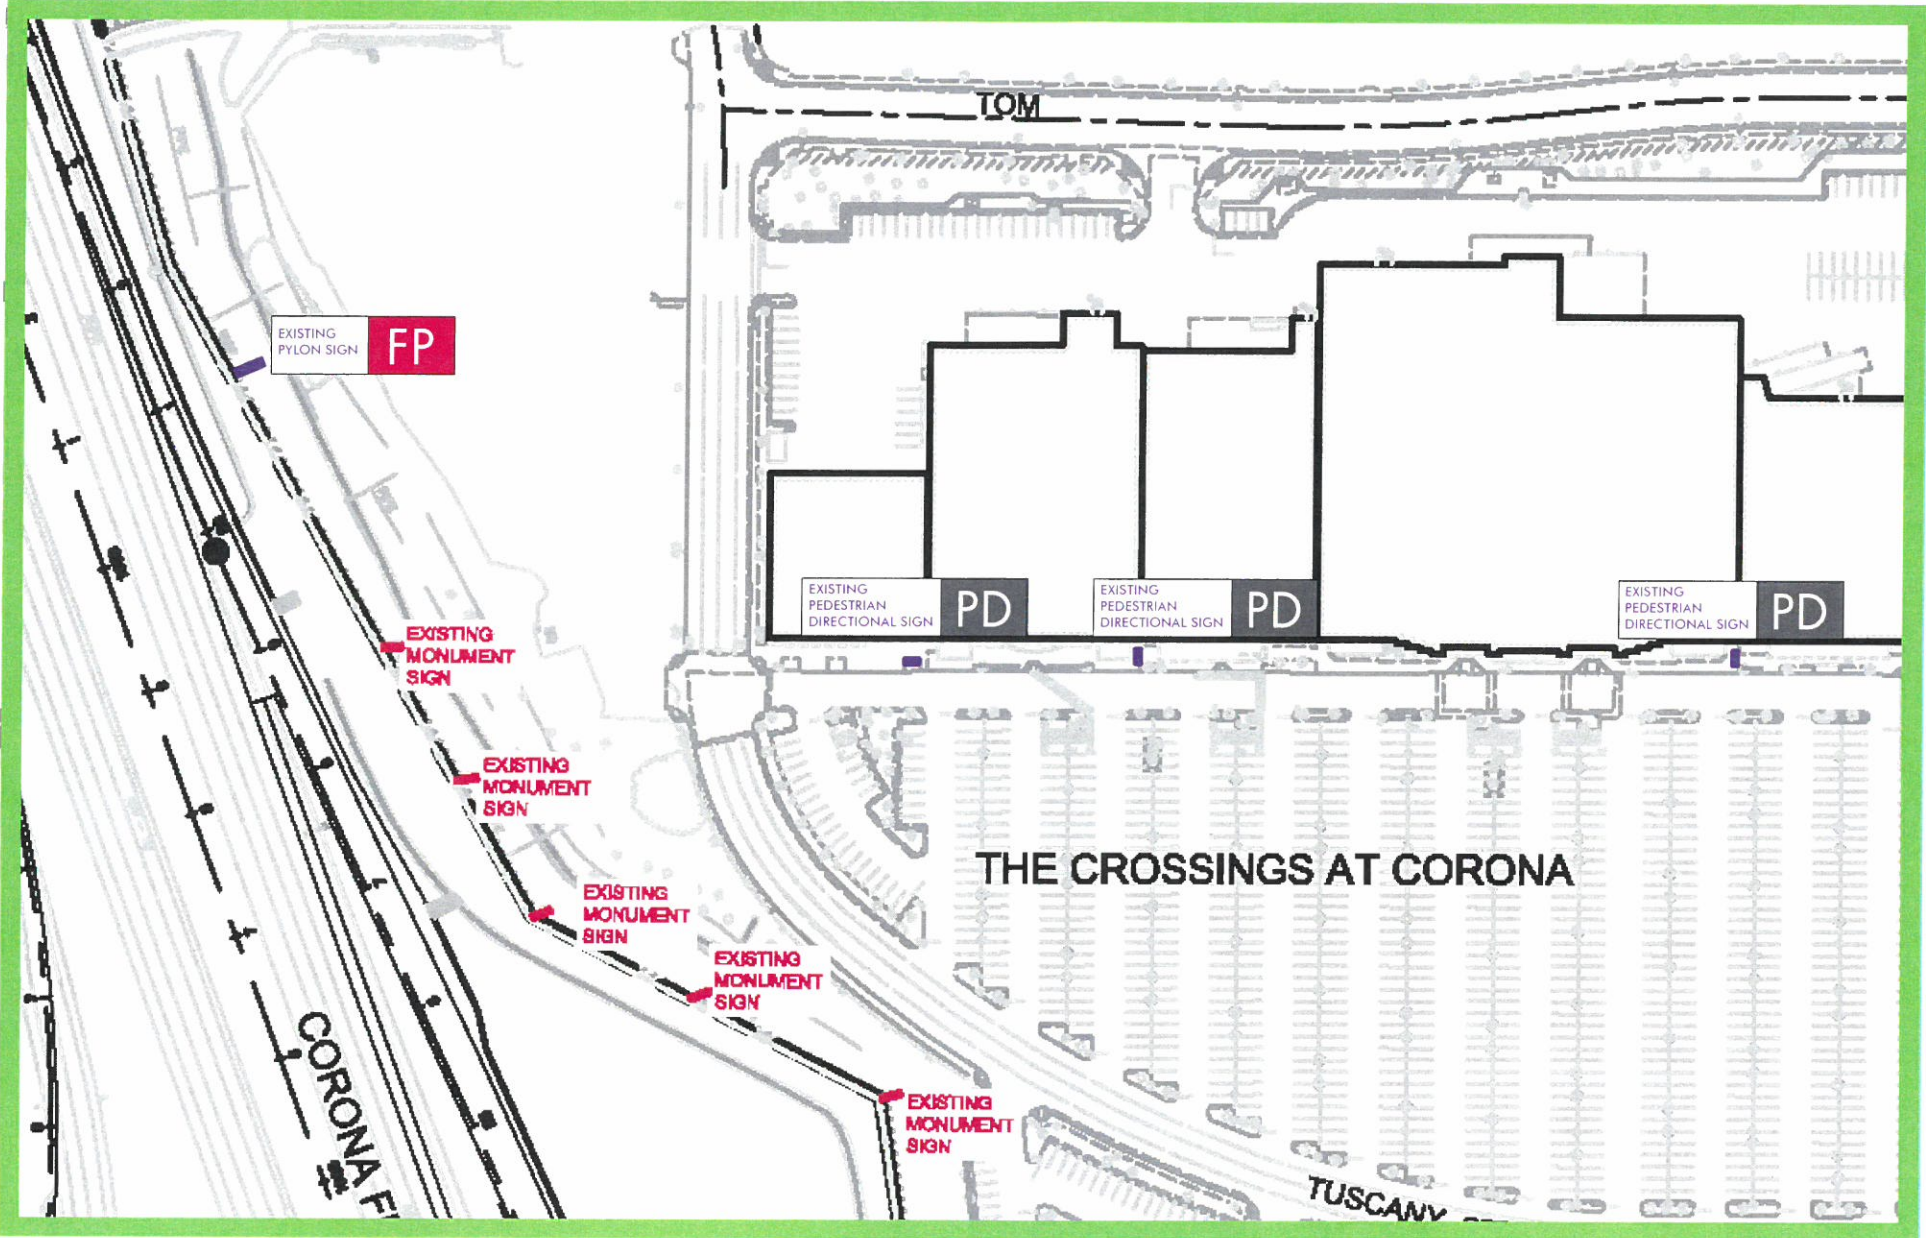 TOM
EXISTING
PYLON SIGN
FP
EXISTING
PEDESTRIAN
DIRECTIONAL SIGN
PD
EXISTING
PEDESTRIAN
DIRECTIONAL SIGN
PD
EXISTING
PEDESTRIAN
DIRECTIONAL SIGN
PD
EXISTING
MONUMENT
SIGN
EXISTING
MONUMENT
SIGN
THE CROSSINGS AT CORONA
EXISTING
MONUMENT
SIGN
EXISTING
MONUMENT
SIGN
EXISTING
MONUMENT
SIGN
CORONA
TUSCANY